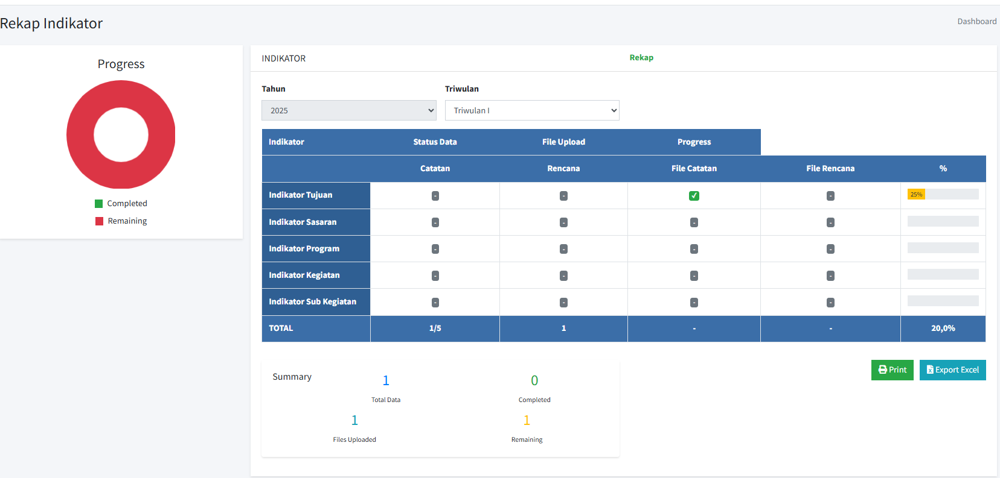 Rekap Indikator
Dashboard
Progress
Completed
Remaining
INDIKATOR
Rekap
Tahun
Triwulan
2025
Triwulan I
Indikator Status Data File Upload Progress
Catatan Rencana File Catatan File Rencana %
Indikator Tujuan - - ✓ - 25%
Indikator Sasaran - - - -
Indikator Program - - - -
Indikator Kegiatan - - - -
Indikator Sub Kegiatan - - - -
TOTAL 1/5 1 - - 20,0%
Print
Export Excel
Summary
1
Total Data
0
Completed
1
Files Uploaded
1
Remaining